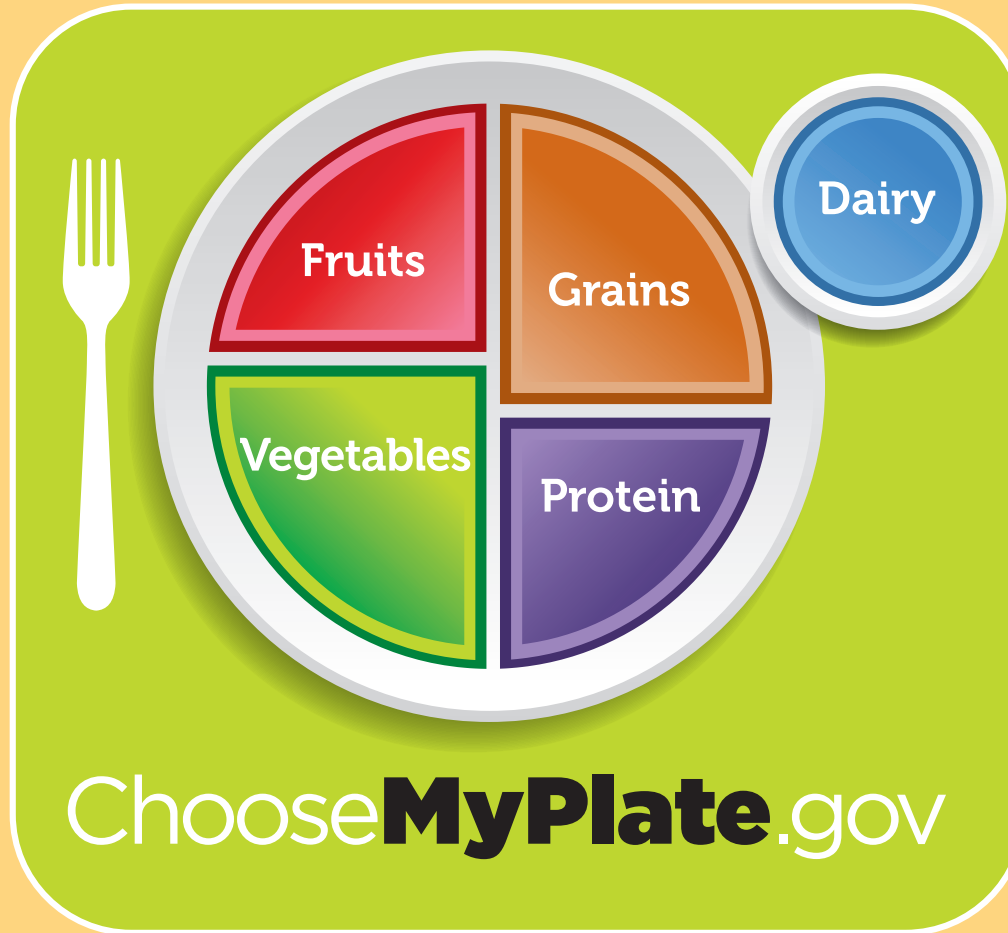 Fruits
Grains
Dairy
Vegetables
Protein
ChooseMyPlate.gov